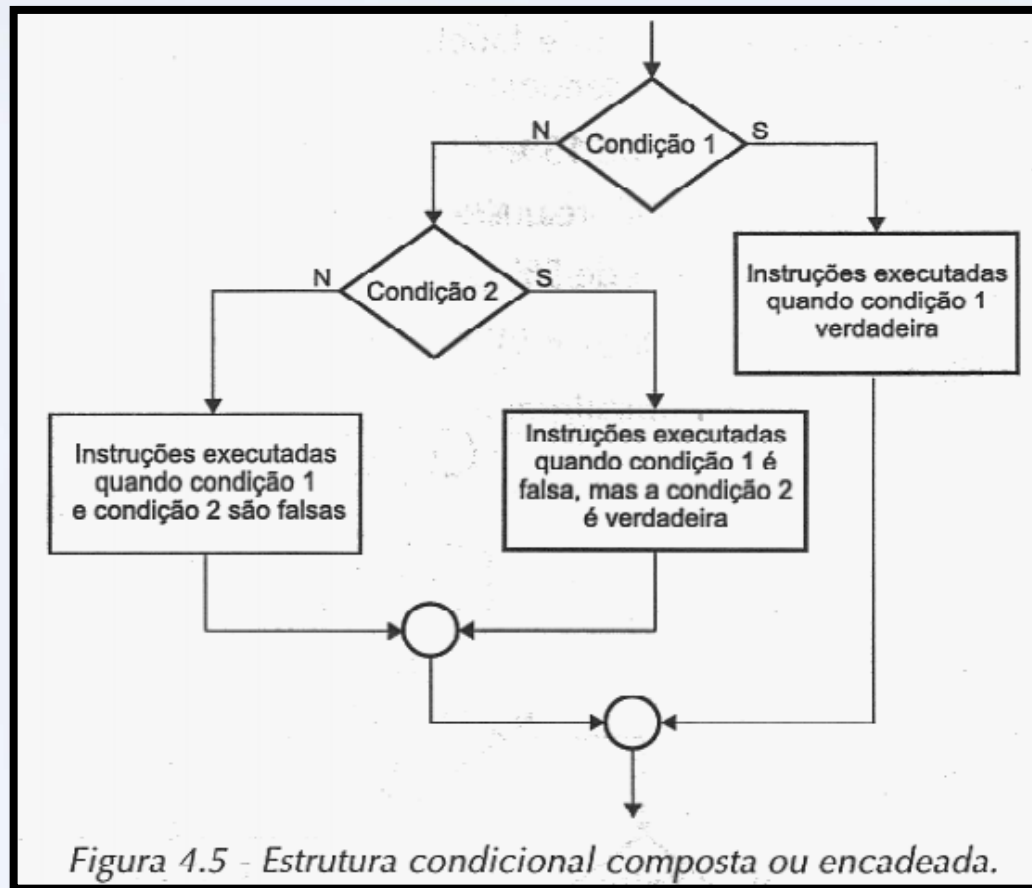 N
Condição 1
S
N
Condição 2
S
Instruções executadas
quando condição 1
verdadeira
Instruções executadas
quando condição 1
e condição 2 são falsas
Instruções executadas
quando condição 1 é
falsa, mas a condição 2
é verdadeira
Figura 4.5 - Estrutura condicional composta ou encadeada.